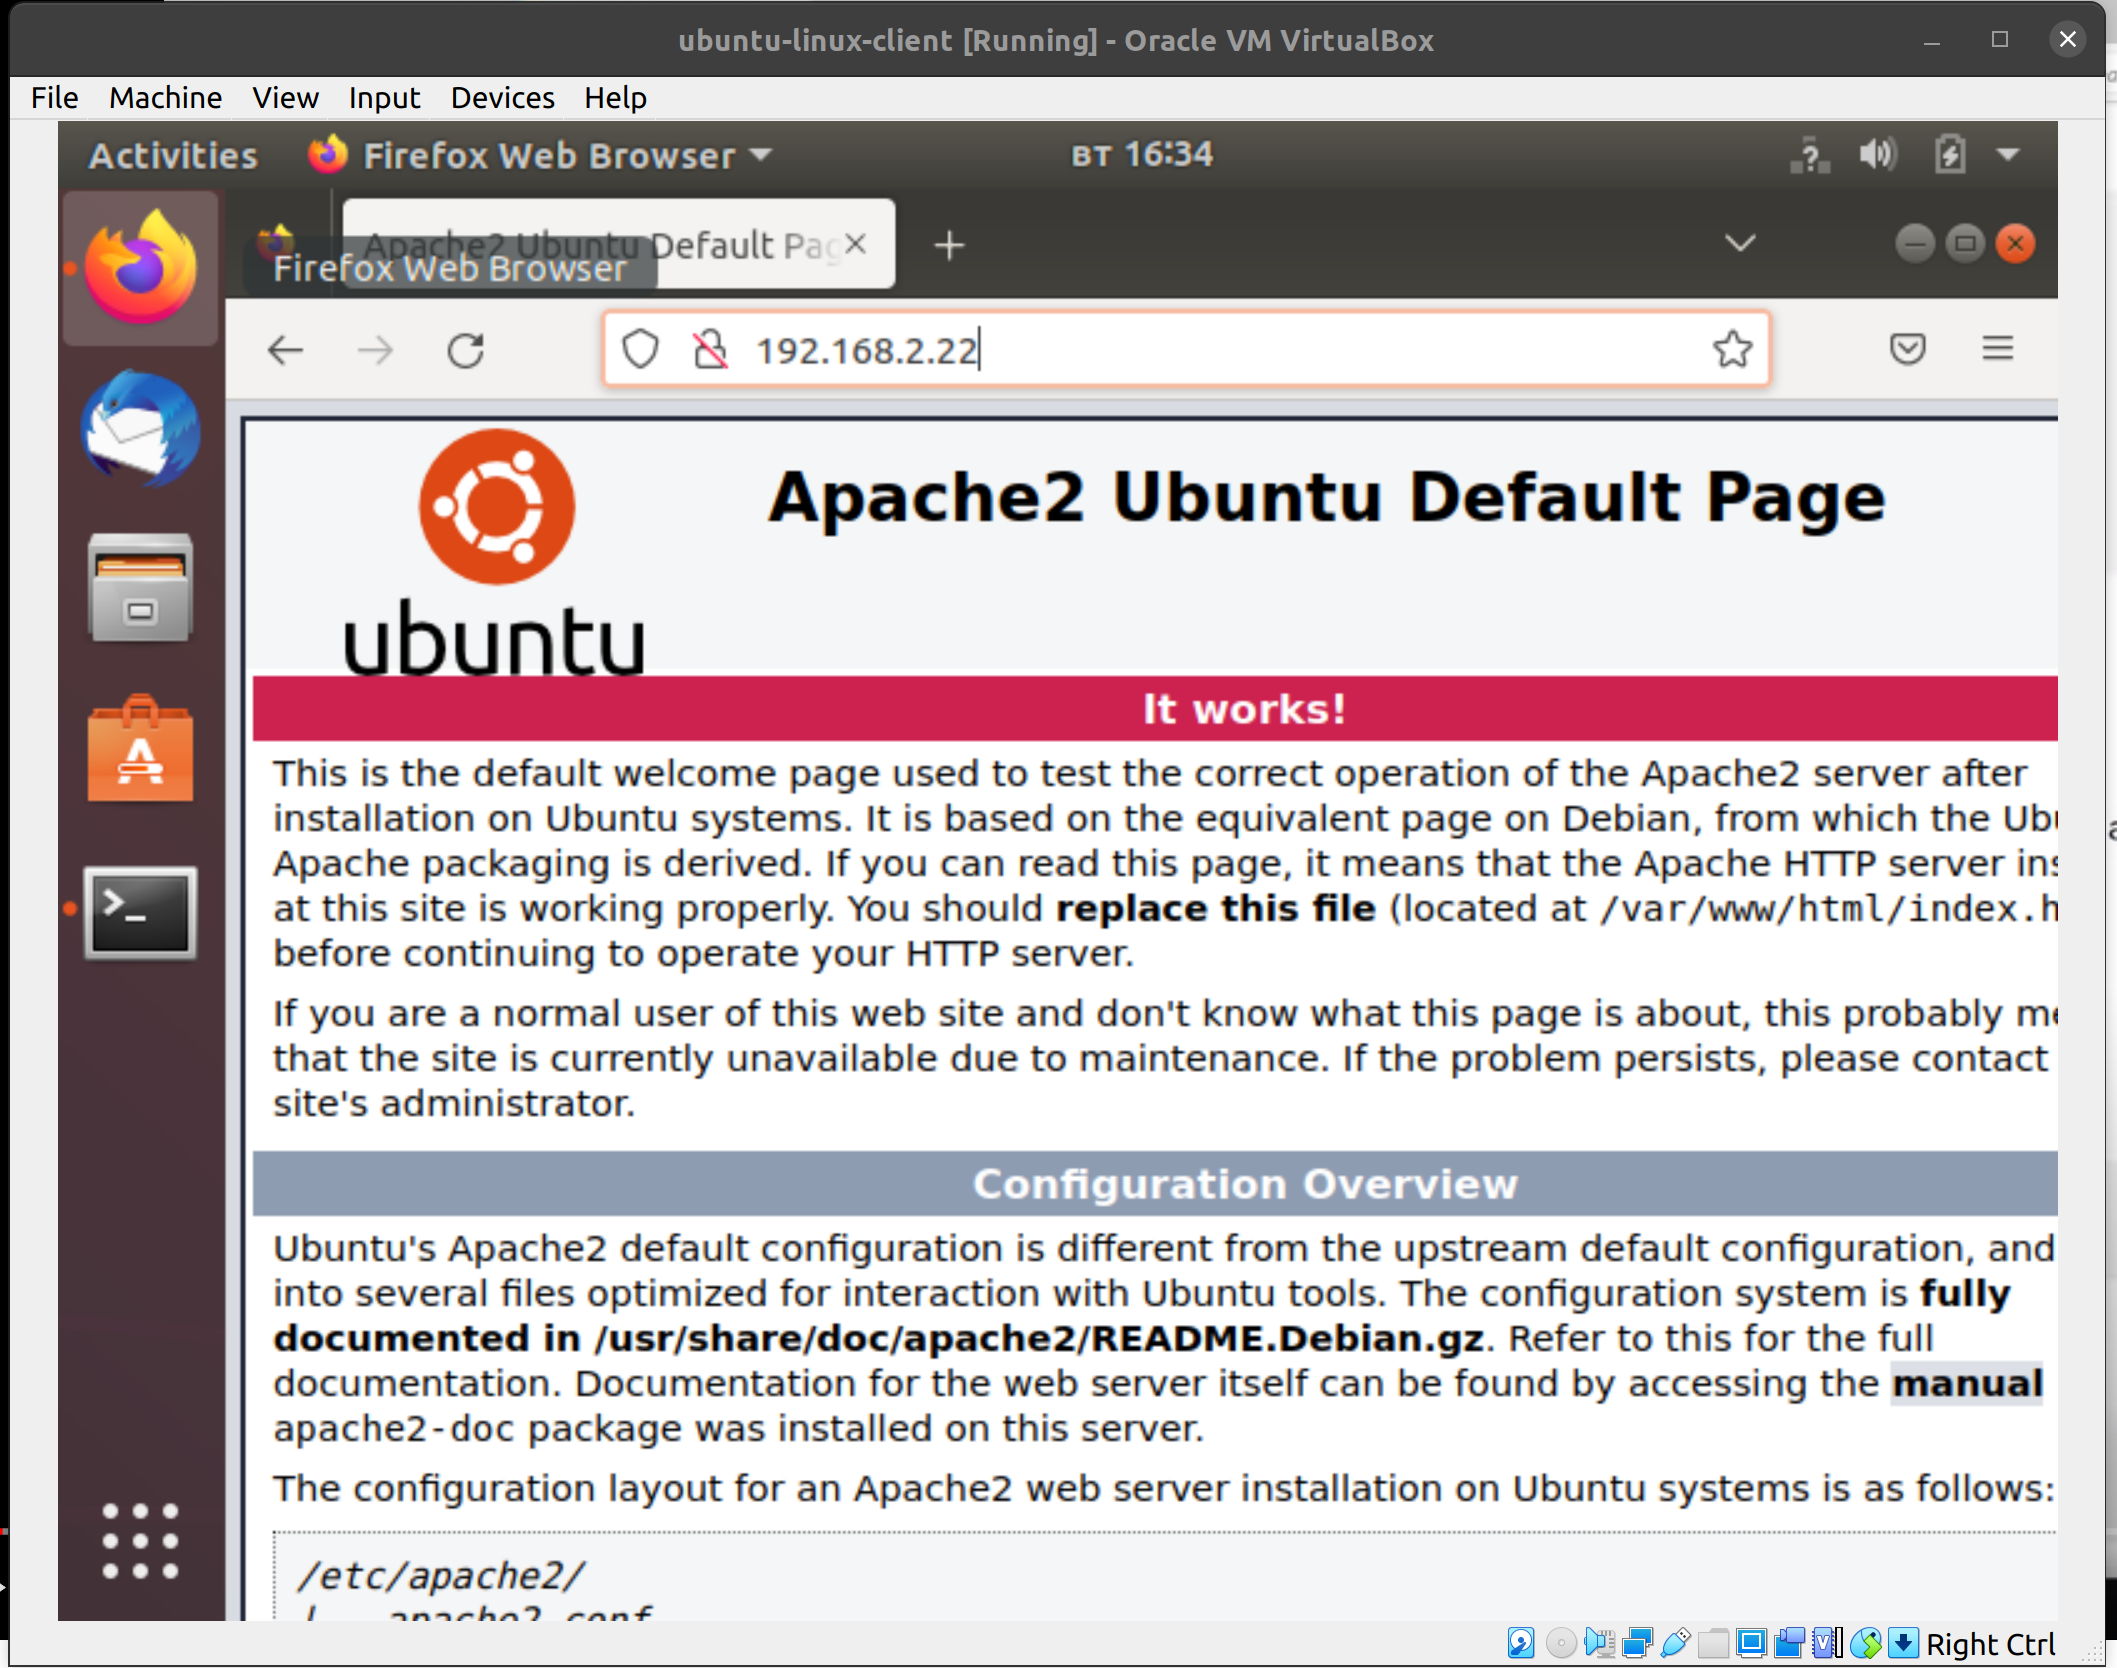 ubuntu-linux-client [Running] - Oracle VM VirtualBox
File Machine View Input Devices Help
Activities Firefox Web Browser вт 16:34
Apache2 Ubuntu Default Pag
Firefox Web Browser
192.168.2.22
ubuntu
Apache2 Ubuntu Default Page
It works!
This is the default welcome page used to test the correct operation of the Apache2 server after
installation on Ubuntu systems. It is based on the equivalent page on Debian, from which the Ubu
Apache packaging is derived. If you can read this page, it means that the Apache HTTP server ins
at this site is working properly. You should replace this file (located at /var/www/html/index.h
before continuing to operate your HTTP server.
If you are a normal user of this web site and don't know what this page is about, this probably me
that the site is currently unavailable due to maintenance. If the problem persists, please contact
site's administrator.
Configuration Overview
Ubuntu's Apache2 default configuration is different from the upstream default configuration, and
into several files optimized for interaction with Ubuntu tools. The configuration system is fully
documented in /usr/share/doc/apache2/README.Debian.gz. Refer to this for the full
documentation. Documentation for the web server itself can be found by accessing the manual
apache2-doc package was installed on this server.
The configuration layout for an Apache2 web server installation on Ubuntu systems is as follows:
/etc/apache2/
|-- apache2.conf
Right Ctrl